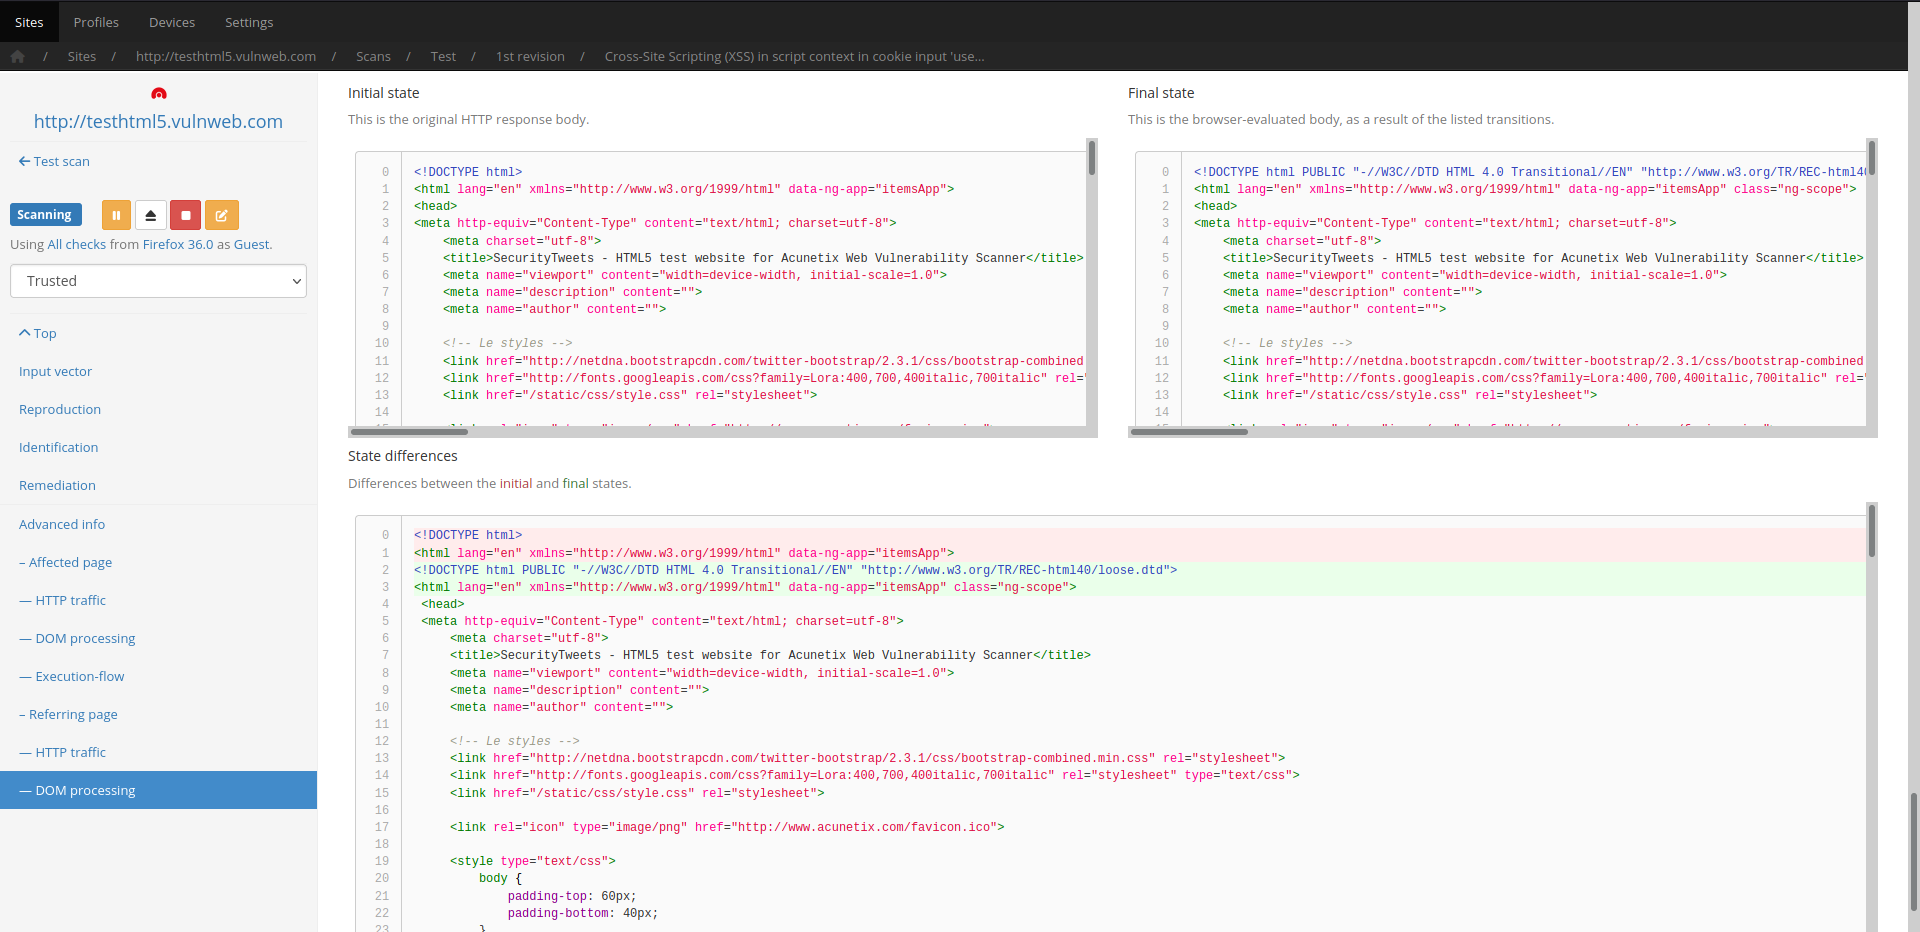 Sites Profiles Devices Settings
/ Sites / http://testhtml5.vulnweb.com / Scans / Test / 1st revision / Cross-Site Scripting (XSS) in script context in cookie input 'use...
http://testhtml5.vulnweb.com
Test scan
Scanning
Using All checks from Firefox 36.0 as Guest.
Trusted
Top
Input vector
Reproduction
Identification
Remediation
Advanced info
– Affected page
— HTTP traffic
— DOM processing
— Execution-flow
– Referring page
— HTTP traffic
— DOM processing
Initial state
This is the original HTTP response body.
0 <!DOCTYPE html>
1 <html lang="en" xmlns="http://www.w3.org/1999/html" data-ng-app="itemsApp">
2 <head>
3 <meta http-equiv="Content-Type" content="text/html; charset=utf-8">
4 <meta charset="utf-8">
5 <title>SecurityTweets - HTML5 test website for Acunetix Web Vulnerability Scanner</title>
6 <meta name="viewport" content="width=device-width, initial-scale=1.0">
7 <meta name="description" content="">
8 <meta name="author" content="">
9
10 <!-- Le styles -->
11 <link href="http://netdna.bootstrapcdn.com/twitter-bootstrap/2.3.1/css/bootstrap-combined
12 <link href="http://fonts.googleapis.com/css?family=Lora:400,700,400italic,700italic" rel="
13 <link href="/static/css/style.css" rel="stylesheet">
14
Final state
This is the browser-evaluated body, as a result of the listed transitions.
0 <!DOCTYPE html PUBLIC "-//W3C//DTD HTML 4.0 Transitional//EN" "http://www.w3.org/TR/REC-html40
1 <html lang="en" xmlns="http://www.w3.org/1999/html" data-ng-app="itemsApp" class="ng-scope">
2 <head>
3 <meta http-equiv="Content-Type" content="text/html; charset=utf-8">
4 <meta charset="utf-8">
5 <title>SecurityTweets - HTML5 test website for Acunetix Web Vulnerability Scanner</title>
6 <meta name="viewport" content="width=device-width, initial-scale=1.0">
7 <meta name="description" content="">
8 <meta name="author" content="">
9
10 <!-- Le styles -->
11 <link href="http://netdna.bootstrapcdn.com/twitter-bootstrap/2.3.1/css/bootstrap-combined
12 <link href="http://fonts.googleapis.com/css?family=Lora:400,700,400italic,700italic" rel="
13 <link href="/static/css/style.css" rel="stylesheet">
14
State differences
Differences between the initial and final states.
0 <!DOCTYPE html>
1 <html lang="en" xmlns="http://www.w3.org/1999/html" data-ng-app="itemsApp">
2 <!DOCTYPE html PUBLIC "-//W3C//DTD HTML 4.0 Transitional//EN" "http://www.w3.org/TR/REC-html40/loose.dtd">
3 <html lang="en" xmlns="http://www.w3.org/1999/html" data-ng-app="itemsApp" class="ng-scope">
4 <head>
5 <meta http-equiv="Content-Type" content="text/html; charset=utf-8">
6 <meta charset="utf-8">
7 <title>SecurityTweets - HTML5 test website for Acunetix Web Vulnerability Scanner</title>
8 <meta name="viewport" content="width=device-width, initial-scale=1.0">
9 <meta name="description" content="">
10 <meta name="author" content="">
11
12 <!-- Le styles -->
13 <link href="http://netdna.bootstrapcdn.com/twitter-bootstrap/2.3.1/css/bootstrap-combined.min.css" rel="stylesheet">
14 <link href="http://fonts.googleapis.com/css?family=Lora:400,700,400italic,700italic" rel="stylesheet" type="text/css">
15 <link href="/static/css/style.css" rel="stylesheet">
16
17 <link rel="icon" type="image/png" href="http://www.acunetix.com/favicon.ico">
18
19 <style type="text/css">
20 body {
21 padding-top: 60px;
22 padding-bottom: 40px;
23 }